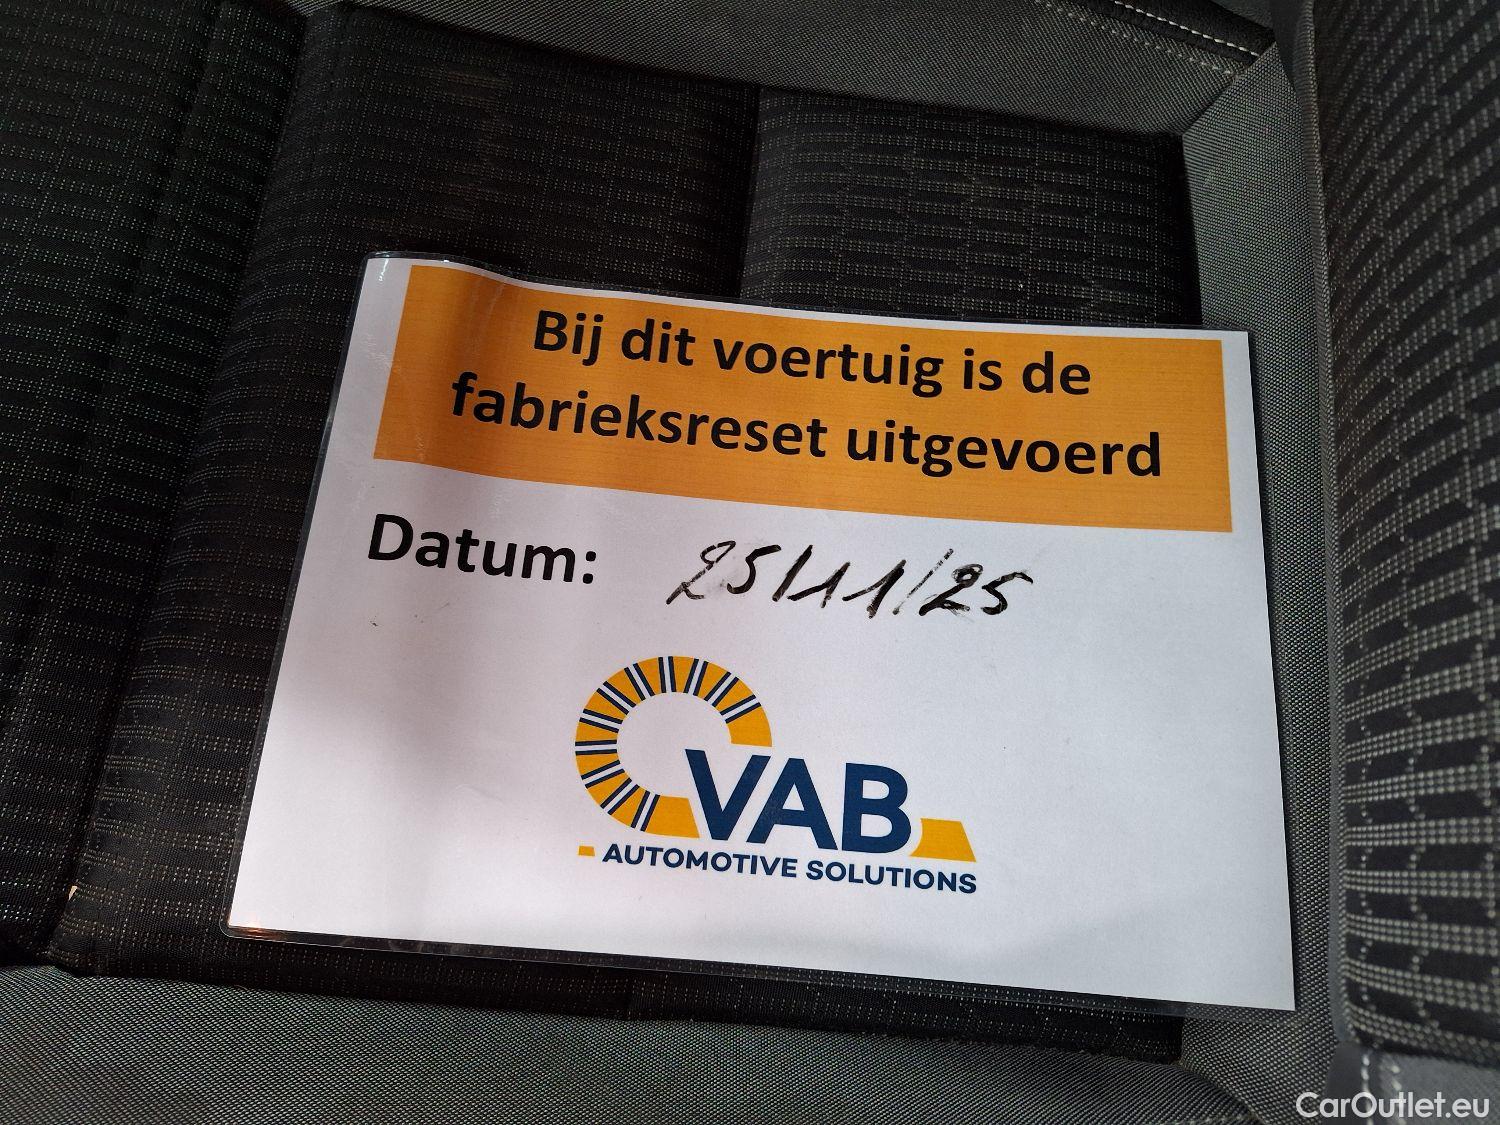 Bij dit voertuig is de
fabrieksreset uitgevoerd
Datum: 25/11/25
VAB
AUTOMOTIVE SOLUTIONS
CarOutlet.eu